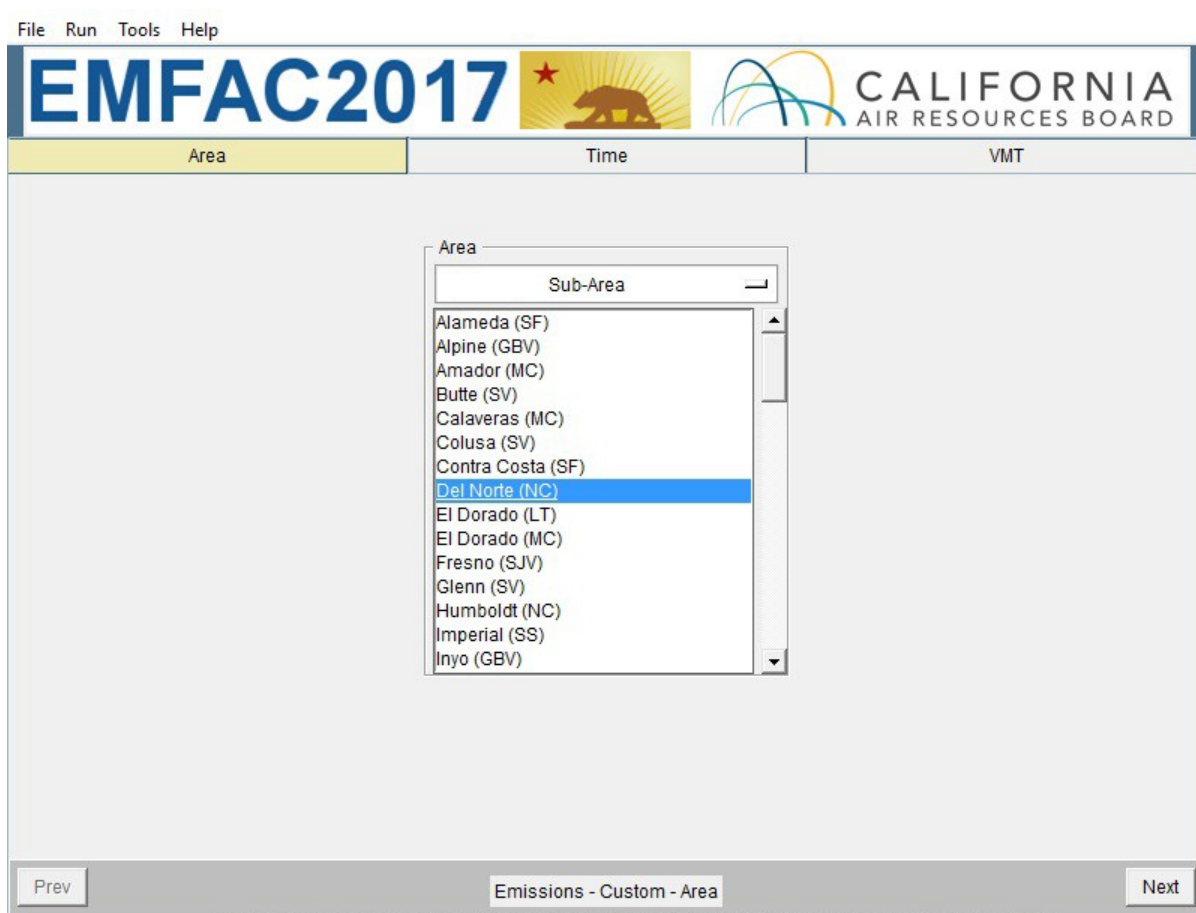 File Run Tools Help
EMFAC2017
CALIFORNIA
AIR RESOURCES BOARD
Area Time VMT
Area
Sub-Area
Alameda (SF)
Alpine (GBV)
Amador (MC)
Butte (SV)
Calaveras (MC)
Colusa (SV)
Contra Costa (SF)
Del Norte (NC)
El Dorado (LT)
El Dorado (MC)
Fresno (SJV)
Glenn (SV)
Humboldt (NC)
Imperial (SS)
Inyo (GBV)
Prev Emissions - Custom - Area Next